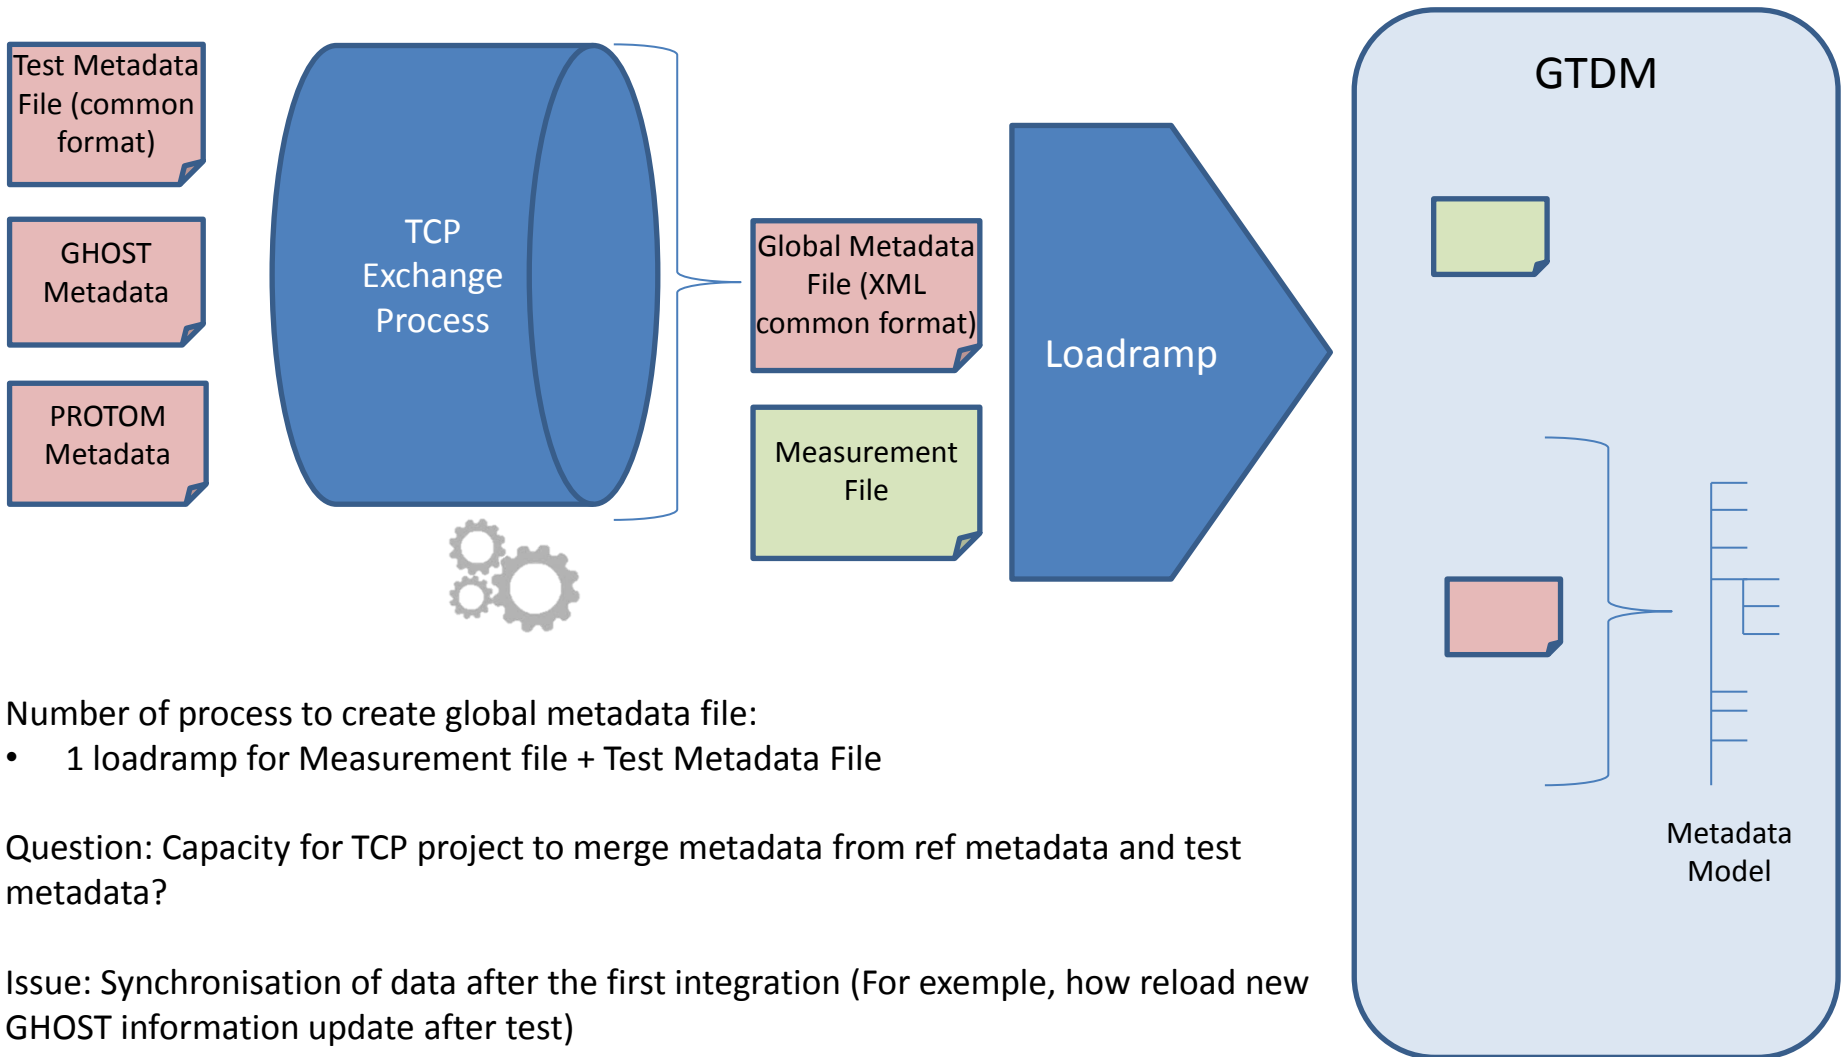 Test Metadata
File (common
format)
GHOST
Metadata
PROTOM
Metadata
TCP
Exchange
Process
Global Metadata
File (XML
common format)
Measurement
File
Loadramp
GTDM
Metadata
Model
Number of process to create global metadata file:
• 1 loadramp for Measurement file + Test Metadata File
Question: Capacity for TCP project to merge metadata from ref metadata and test
metadata?
Issue: Synchronisation of data after the first integration (For exemple, how reload new
GHOST information update after test)